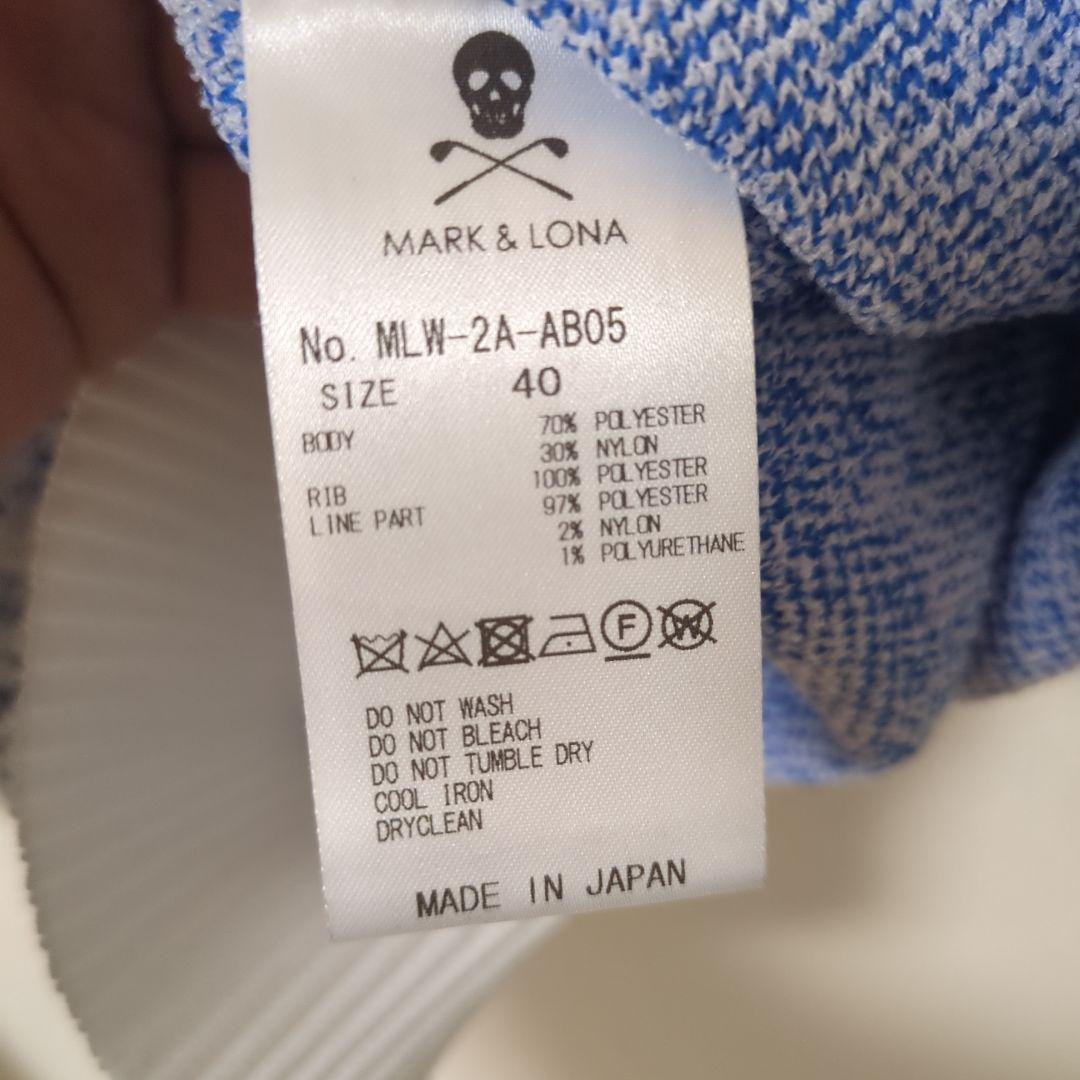 MARK & LONA
No. MLW-2A-AB05
SIZE 40
BODY 70% POLYESTER
30% NYLON
RIB 100% POLYESTER
LINE PART 97% POLYESTER
2% NYLON
1% POLYURETHANE
F W
DO NOT WASH
DO NOT BLEACH
DO NOT TUMBLE DRY
COOL IRON
DRYCLEAN
MADE IN JAPAN